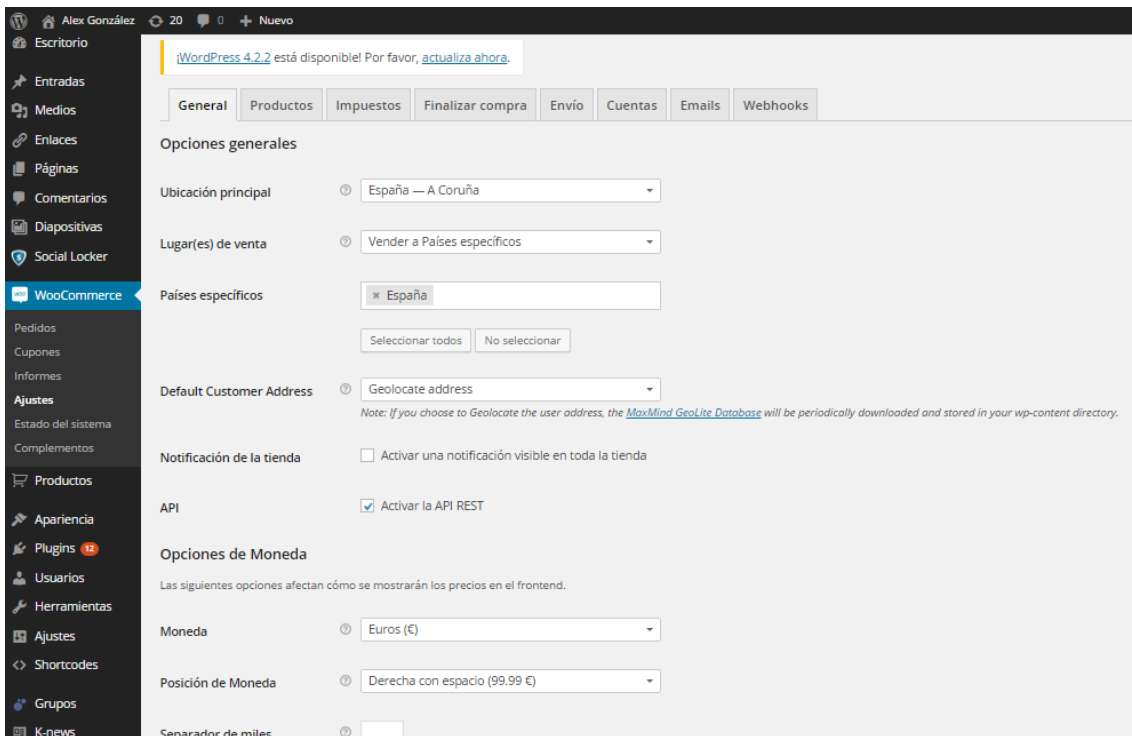 Alex González 20 0 + Nuevo
Escritorio
Entradas
Medios
Enlaces
Páginas
Comentarios
Diapositivas
Social Locker
WooCommerce
Pedidos
Cupones
Informes
Ajustes
Estado del sistema
Complementos
Productos
Apariencia
Plugins 12
Usuarios
Herramientas
Ajustes
Shortcodes
Grupos
K-news
¡WordPress 4.2.2 está disponible! Por favor, actualiza ahora.
General Productos Impuestos Finalizar compra Envío Cuentas Emails Webhooks
Opciones generales
Ubicación principal España — A Coruña
Lugar(es) de venta Vender a Países específicos
Países específicos × España
Seleccionar todos No seleccionar
Default Customer Address Geolocate address
Note: If you choose to Geolocate the user address, the MaxMind GeoLite Database will be periodically downloaded and stored in your wp-content directory.
Notificación de la tienda Activar una notificación visible en toda la tienda
API Activar la API REST
Opciones de Moneda
Las siguientes opciones afectan cómo se mostrarán los precios en el frontend.
Moneda Euros (€)
Posición de Moneda Derecha con espacio (99.99 €)
Separador de miles